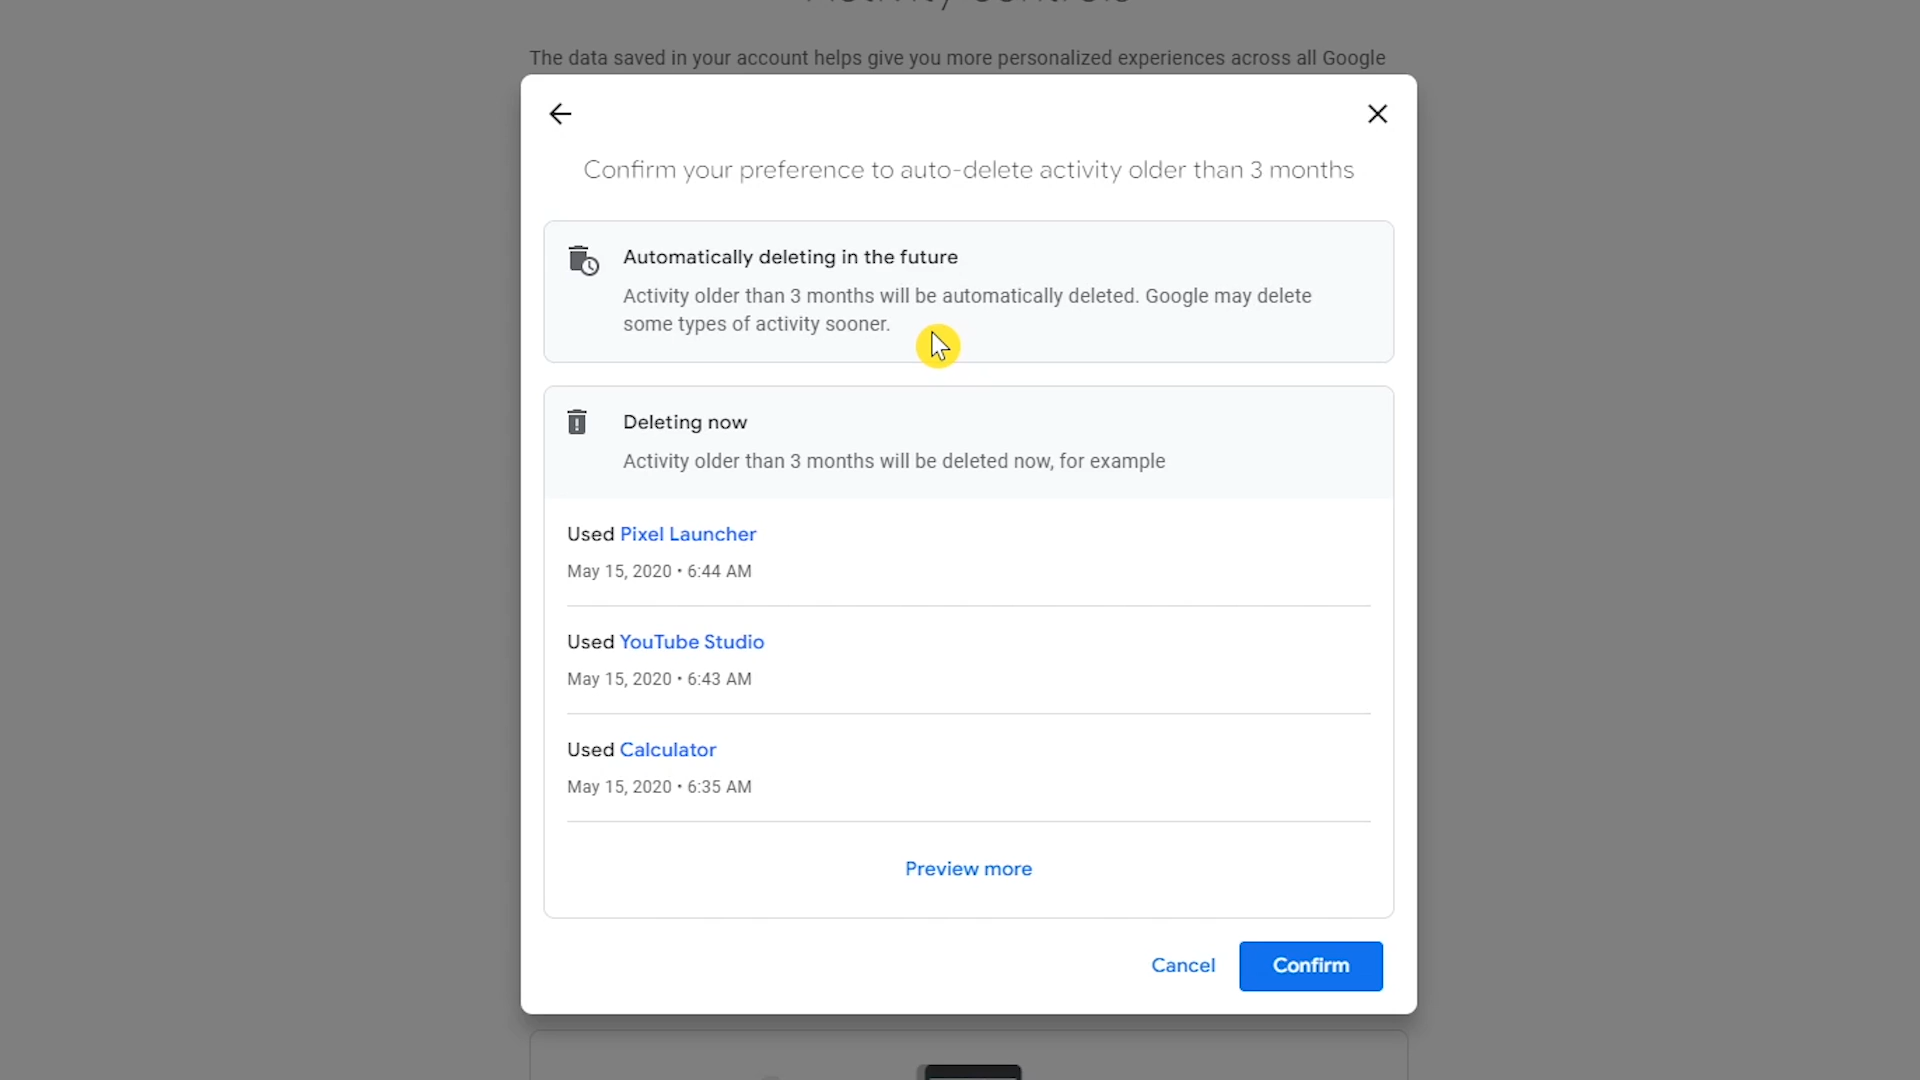 Activity controls
The data saved in your account helps give you more personalized experiences across all Google
Confirm your preference to auto-delete activity older than 3 months
Automatically deleting in the future
Activity older than 3 months will be automatically deleted. Google may delete
some types of activity sooner.
Deleting now
Activity older than 3 months will be deleted now, for example
Used Pixel Launcher
May 15, 2020 • 6:44 AM
Used YouTube Studio
May 15, 2020 • 6:43 AM
Used Calculator
May 15, 2020 • 6:35 AM
Preview more
Cancel
Confirm